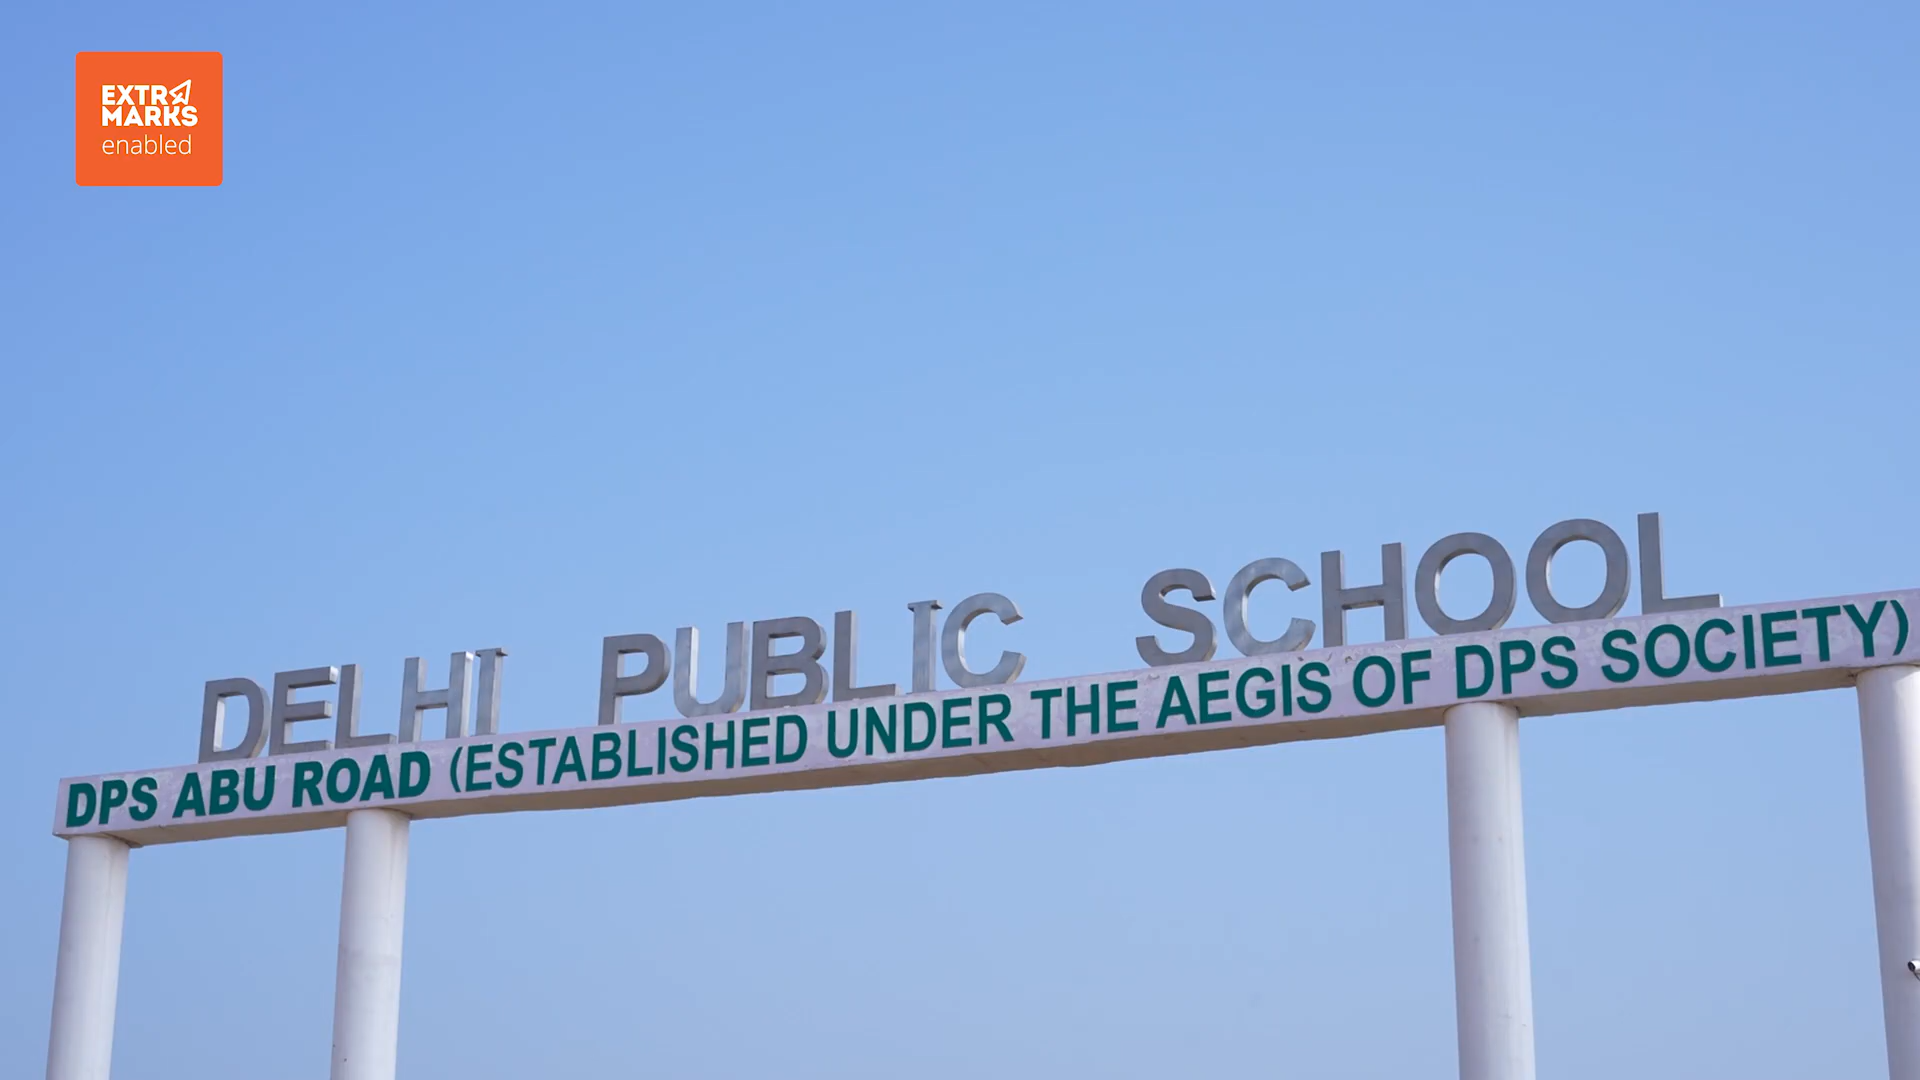 EXTRA
MARKS
enabled
DELHI PUBLIC SCHOOL
DPS ABU ROAD (ESTABLISHED UNDER THE AEGIS OF DPS SOCIETY)